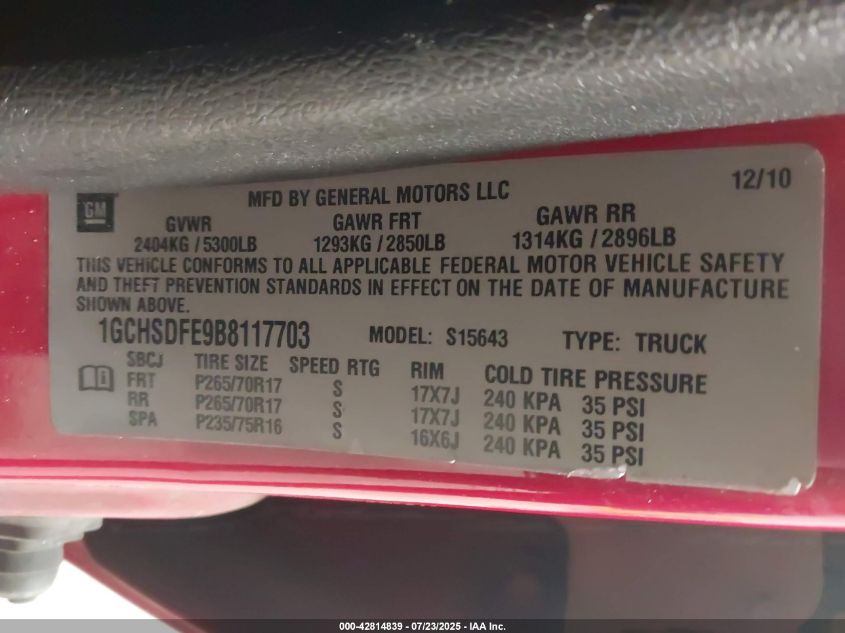 GM
MFD BY GENERAL MOTORS LLC 12/10
GVWR GAWR FRT GAWR RR
2404KG / 5300LB 1293KG / 2850LB 1314KG / 2896LB
THIS VEHICLE CONFORMS TO ALL APPLICABLE FEDERAL MOTOR VEHICLE SAFETY
AND THEFT PREVENTION STANDARDS IN EFFECT ON THE DATE OF MANUFACTURE
SHOWN ABOVE.
1GCHSDFE9B8117703 MODEL: S15643 TYPE: TRUCK
SBCJ TIRE SIZE SPEED RTG RIM COLD TIRE PRESSURE
FRT P265/70R17 S 17X7J 240 KPA 35 PSI
RR P265/70R17 S 17X7J 240 KPA 35 PSI
SPA P235/75R16 S 16X6J 240 KPA 35 PSI
000-42814839 - 07/23/2025 - IAA Inc.